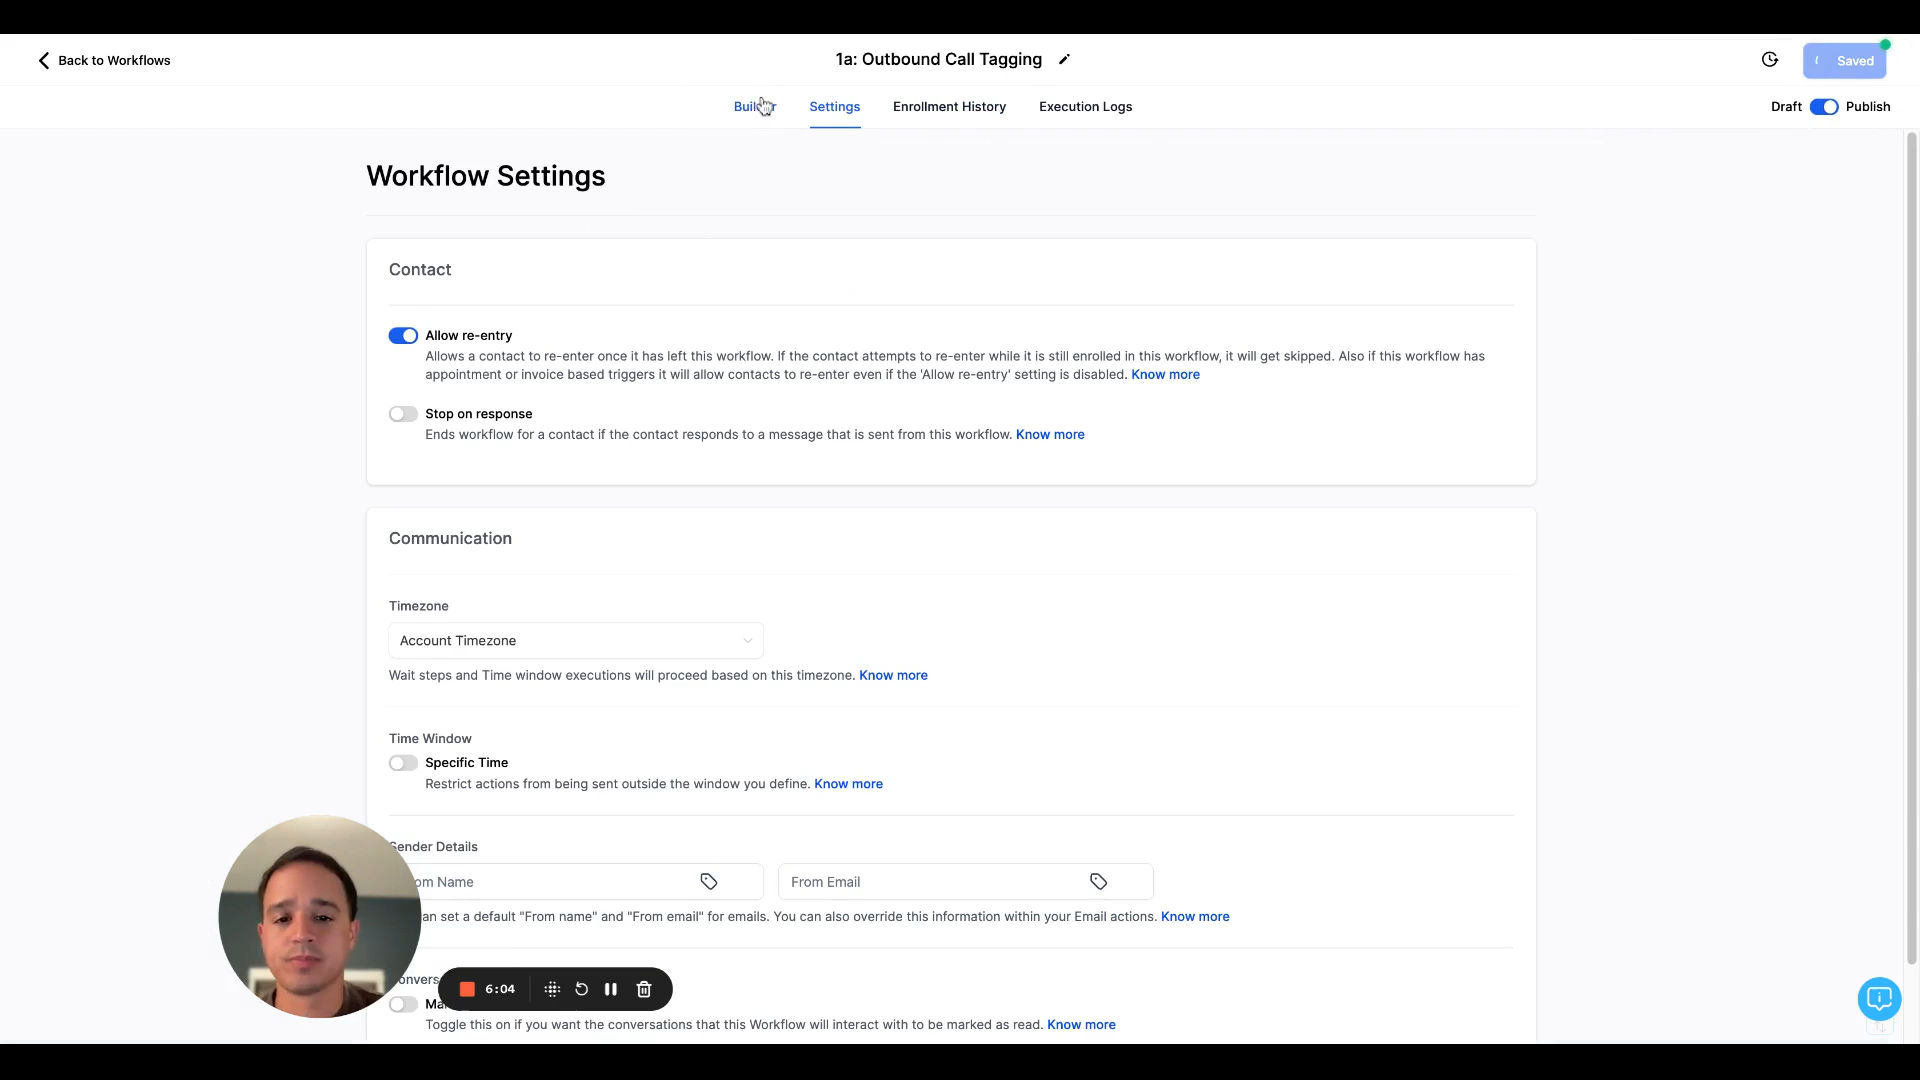 Back to Workflows
1a: Outbound Call Tagging
Saved
Builder
Settings
Enrollment History
Execution Logs
Draft
Publish
Workflow Settings
Contact
Allow re-entry
Allows a contact to re-enter once it has left this workflow. If the contact attempts to re-enter while it is still enrolled in this workflow, it will get skipped. Also if this workflow has
appointment or invoice based triggers it will allow contacts to re-enter even if the 'Allow re-entry' setting is disabled. Know more
Stop on response
Ends workflow for a contact if the contact responds to a message that is sent from this workflow. Know more
Communication
Timezone
Account Timezone
Wait steps and Time window executions will proceed based on this timezone. Know more
Time Window
Specific Time
Restrict actions from being sent outside the window you define. Know more
Sender Details
om Name
From Email
an set a default "From name" and "From email" for emails. You can also override this information within your Email actions. Know more
onvers
6:04
Ma
Toggle this on if you want the conversations that this Workflow will interact with to be marked as read. Know more